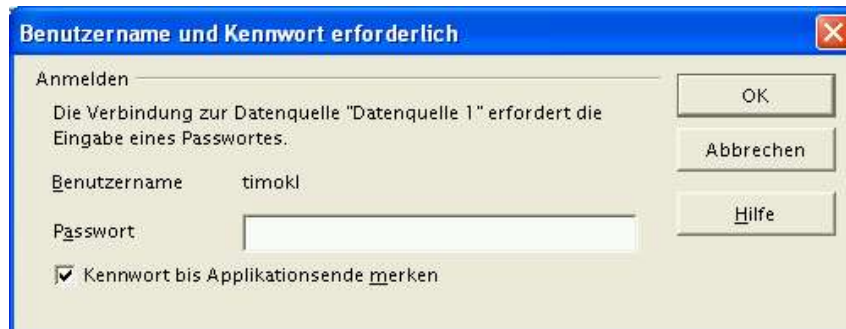 Benutzername und Kennwort erforderlich
Anmelden
Die Verbindung zur Datenquelle "Datenquelle 1" erfordert die
Eingabe eines Passwortes.
Benutzername timokl
Passwort
Kennwort bis Applikationsende merken
OK
Abbrechen
Hilfe